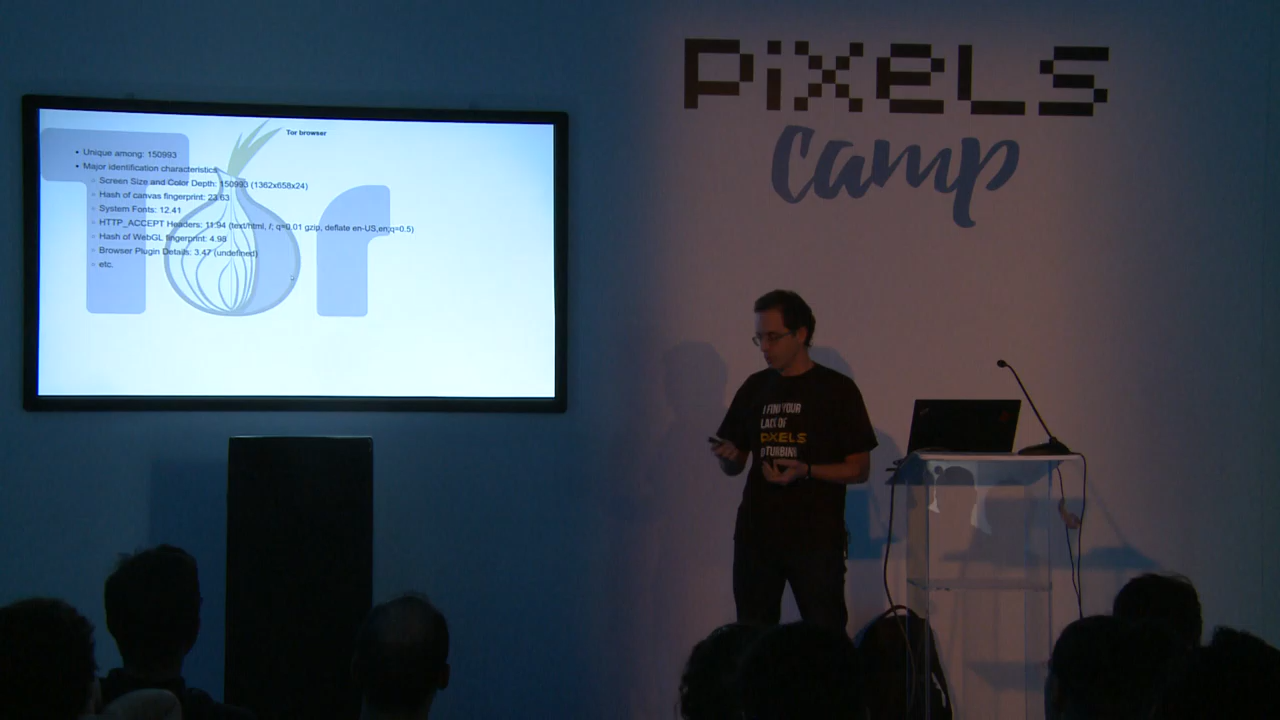 Tor browser
Unique among: 150993
Major identification characteristics
Screen Size and Color Depth: 150993 (1362x658x24)
Hash of canvas fingerprint: 23.63
System Fonts: 12.41
HTTP_ACCEPT Headers: 11.94 (text/html, /; q=0.01 gzip, deflate en-US,en;q=0.5)
Hash of WebGL fingerprint: 4.98
Browser Plugin Details: 3.47 (undefined)
etc.
Tor
PIXELS
Camp
I FIND YOUR
LACK OF
PIXELS